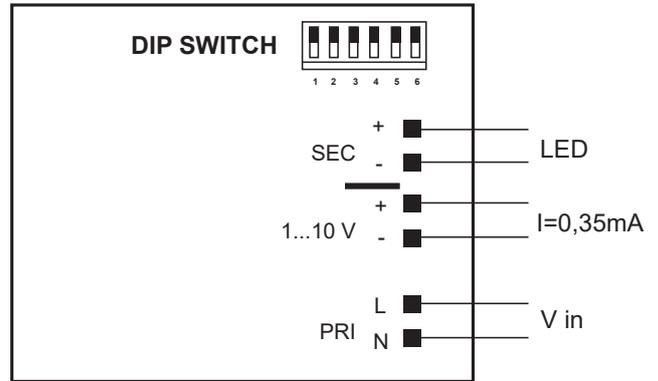 DIP SWITCH
1 2 3 4 5 6
+
SEC
-
LED
+
1...10 V
-
I=0,35mA
L
PRI
N
V in